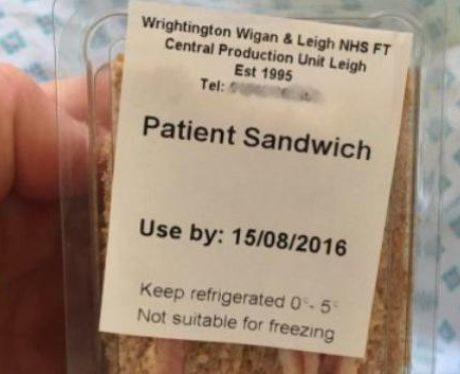 Wrightington Wigan & Leigh NHS FT
Central Production Unit Leigh
Est 1995
Tel:
Patient Sandwich
Use by: 15/08/2016
Keep refrigerated 0°- 5°
Not suitable for freezing